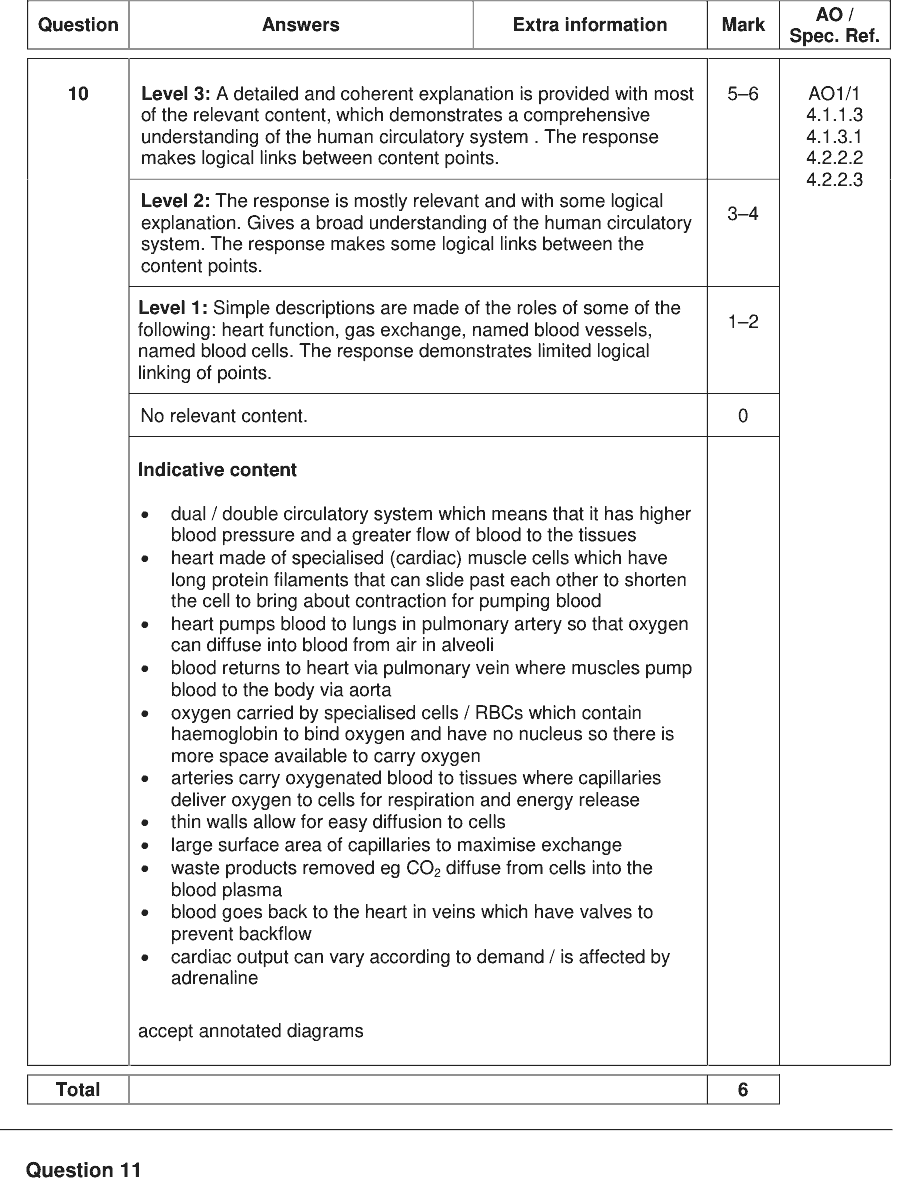 Question Answers Extra information Mark AO /
Spec. Ref.
10 Level 3: A detailed and coherent explanation is provided with most 5–6 AO1/1
of the relevant content, which demonstrates a comprehensive 4.1.1.3
understanding of the human circulatory system . The response 4.1.3.1
makes logical links between content points. 4.2.2.2
4.2.2.3
Level 2: The response is mostly relevant and with some logical
explanation. Gives a broad understanding of the human circulatory 3–4
system. The response makes some logical links between the
content points.
Level 1: Simple descriptions are made of the roles of some of the
following: heart function, gas exchange, named blood vessels, 1–2
named blood cells. The response demonstrates limited logical
linking of points.
No relevant content. 0
Indicative content
• dual / double circulatory system which means that it has higher
blood pressure and a greater flow of blood to the tissues
• heart made of specialised (cardiac) muscle cells which have
long protein filaments that can slide past each other to shorten
the cell to bring about contraction for pumping blood
• heart pumps blood to lungs in pulmonary artery so that oxygen
can diffuse into blood from air in alveoli
• blood returns to heart via pulmonary vein where muscles pump
blood to the body via aorta
• oxygen carried by specialised cells / RBCs which contain
haemoglobin to bind oxygen and have no nucleus so there is
more space available to carry oxygen
• arteries carry oxygenated blood to tissues where capillaries
deliver oxygen to cells for respiration and energy release
• thin walls allow for easy diffusion to cells
• large surface area of capillaries to maximise exchange
• waste products removed eg CO₂ diffuse from cells into the
blood plasma
• blood goes back to the heart in veins which have valves to
prevent backflow
• cardiac output can vary according to demand / is affected by
adrenaline
accept annotated diagrams
Total 6
Question 11